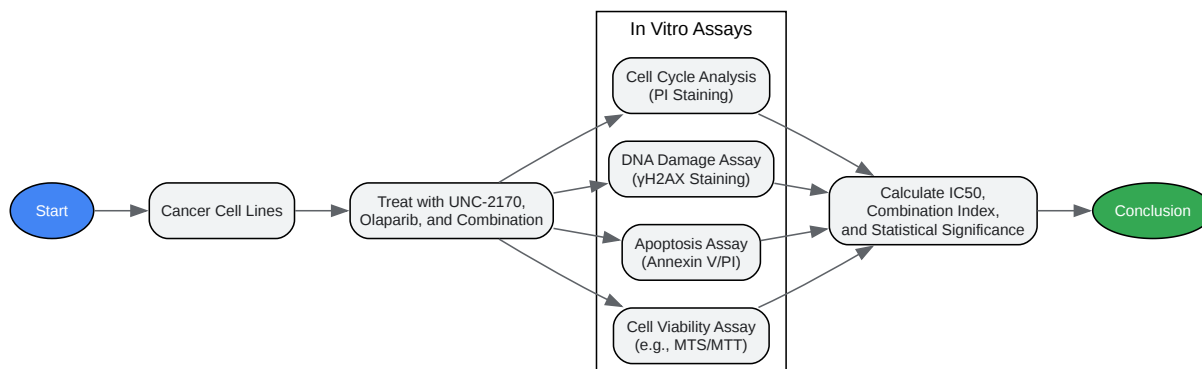 Start
Cancer Cell Lines
Treat with UNC-2170,
Olaparib, and Combination
In Vitro Assays
Cell Cycle Analysis
(PI Staining)
DNA Damage Assay
(γH2AX Staining)
Apoptosis Assay
(Annexin V/PI)
Cell Viability Assay
(e.g., MTS/MTT)
Calculate IC50,
Combination Index,
and Statistical Significance
Conclusion